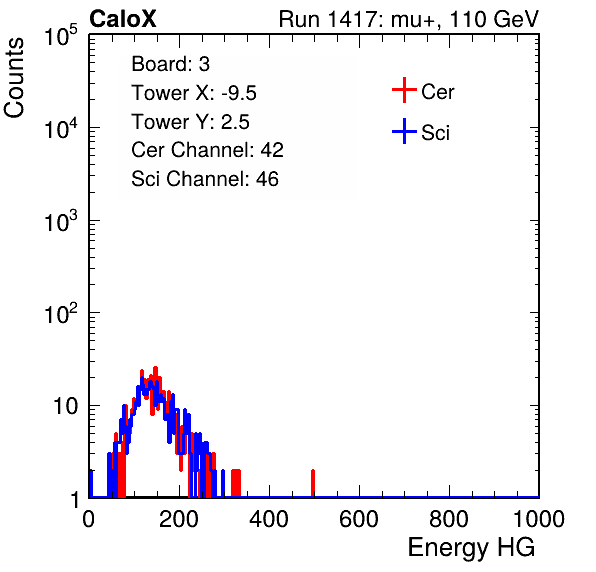 CaloX Run 1417: mu+, 110 GeV
Counts
10^5
10^4
10^3
10^2
10
1
Board: 3
Tower X: -9.5
Tower Y: 2.5
Cer Channel: 42
Sci Channel: 46
Cer
Sci
0 200 400 600 800 1000
Energy HG